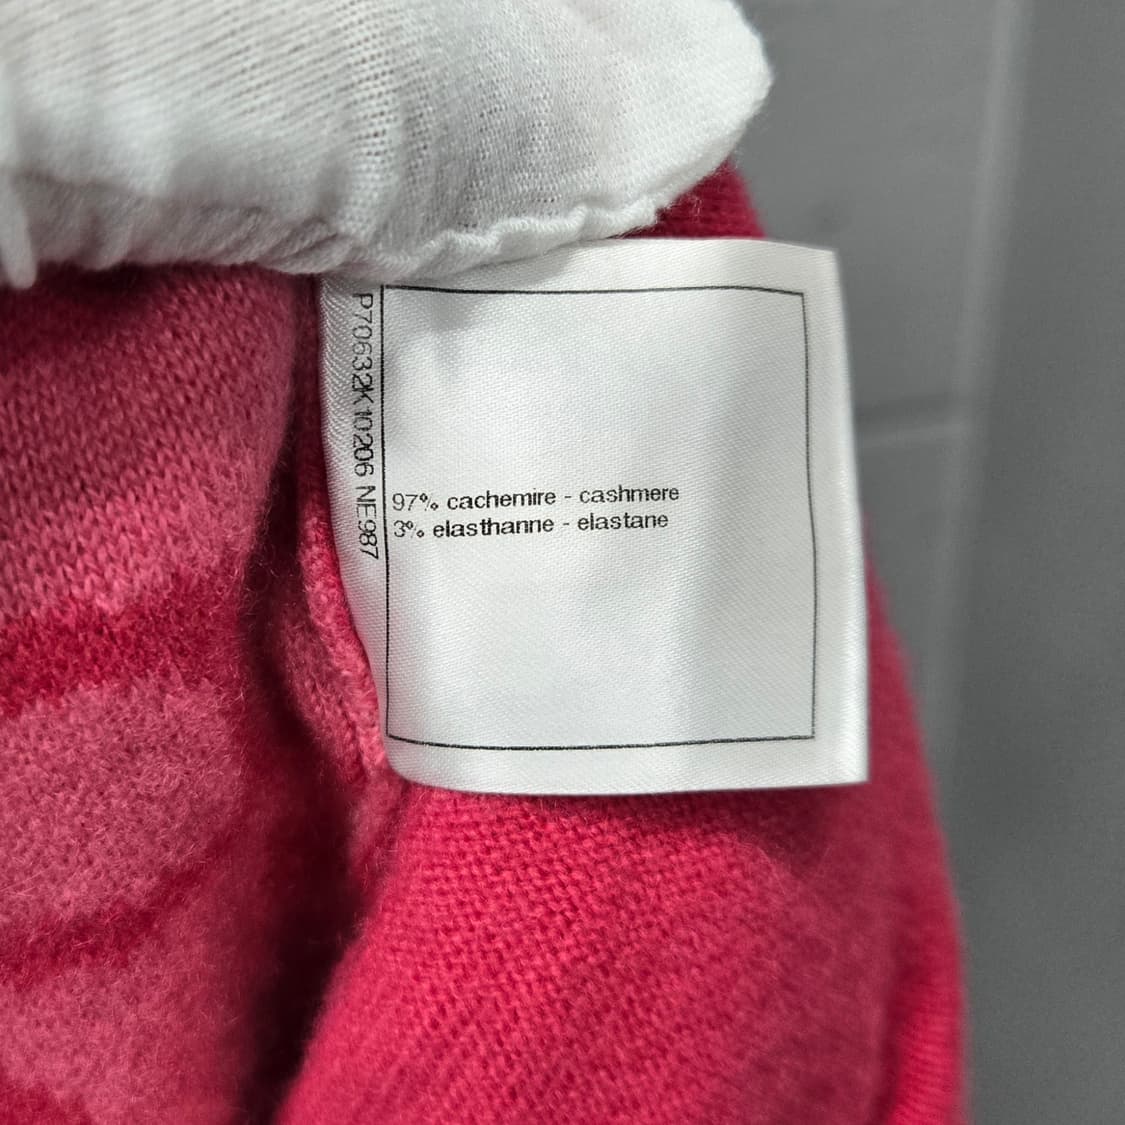 P70632K10206 NE987
97% cachemire - cashmere
3% elasthanne - elastane